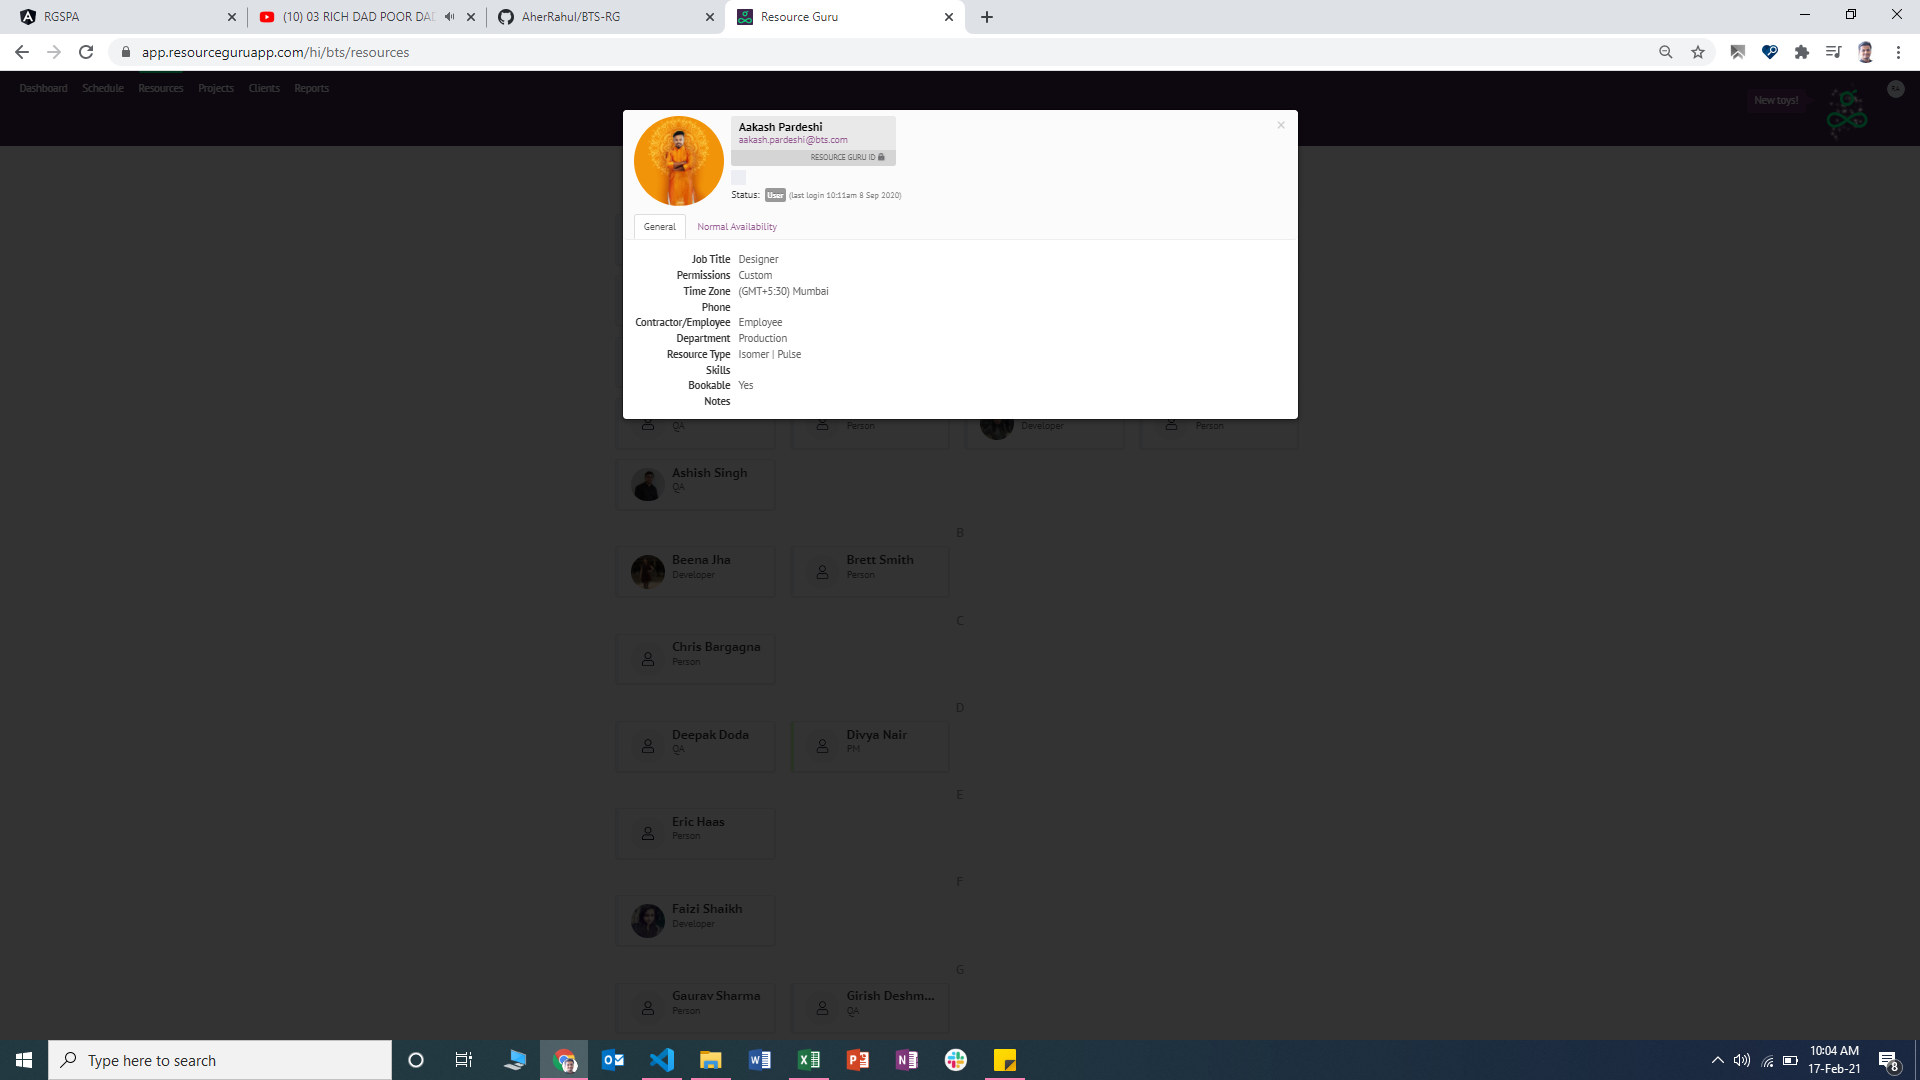 RGSPA
(10) 03 RICH DAD POOR DAD
AherRahul/BTS-RG
Resource Guru
app.resourceguruapp.com/hi/bts/resources
Dashboard Schedule Resources Projects Clients Reports
New toys!
Aakash Pardeshi
aakash.pardeshi@bts.com
RESOURCE GURU ID
Status: User (last login 10:11am 8 Sep 2020)
General Normal Availability
Job Title Designer
Permissions Custom
Time Zone (GMT+5:30) Mumbai
Phone
Contractor/Employee Employee
Department Production
Resource Type Isomer | Pulse
Skills
Bookable Yes
Notes
QA Person Developer Person
Ashish Singh
QA
B
Beena Jha
Developer
Brett Smith
Person
C
Chris Bargagna
Person
D
Deepak Doda
QA
Divya Nair
PM
E
Eric Haas
Person
F
Faizi Shaikh
Developer
G
Gaurav Sharma
Person
Girish Deshm...
QA
Type here to search
10:04 AM
17-Feb-21
8